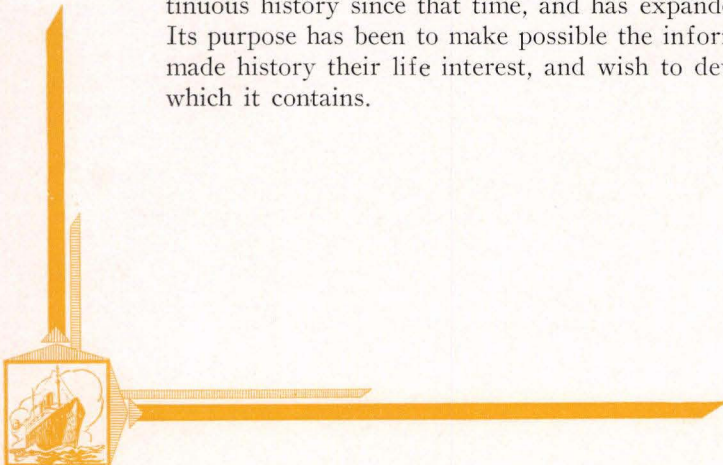 tinuous history since that time, and has expand
Its purpose has been to make possible the infor
made history their life interest, and wish to de
which it contains.